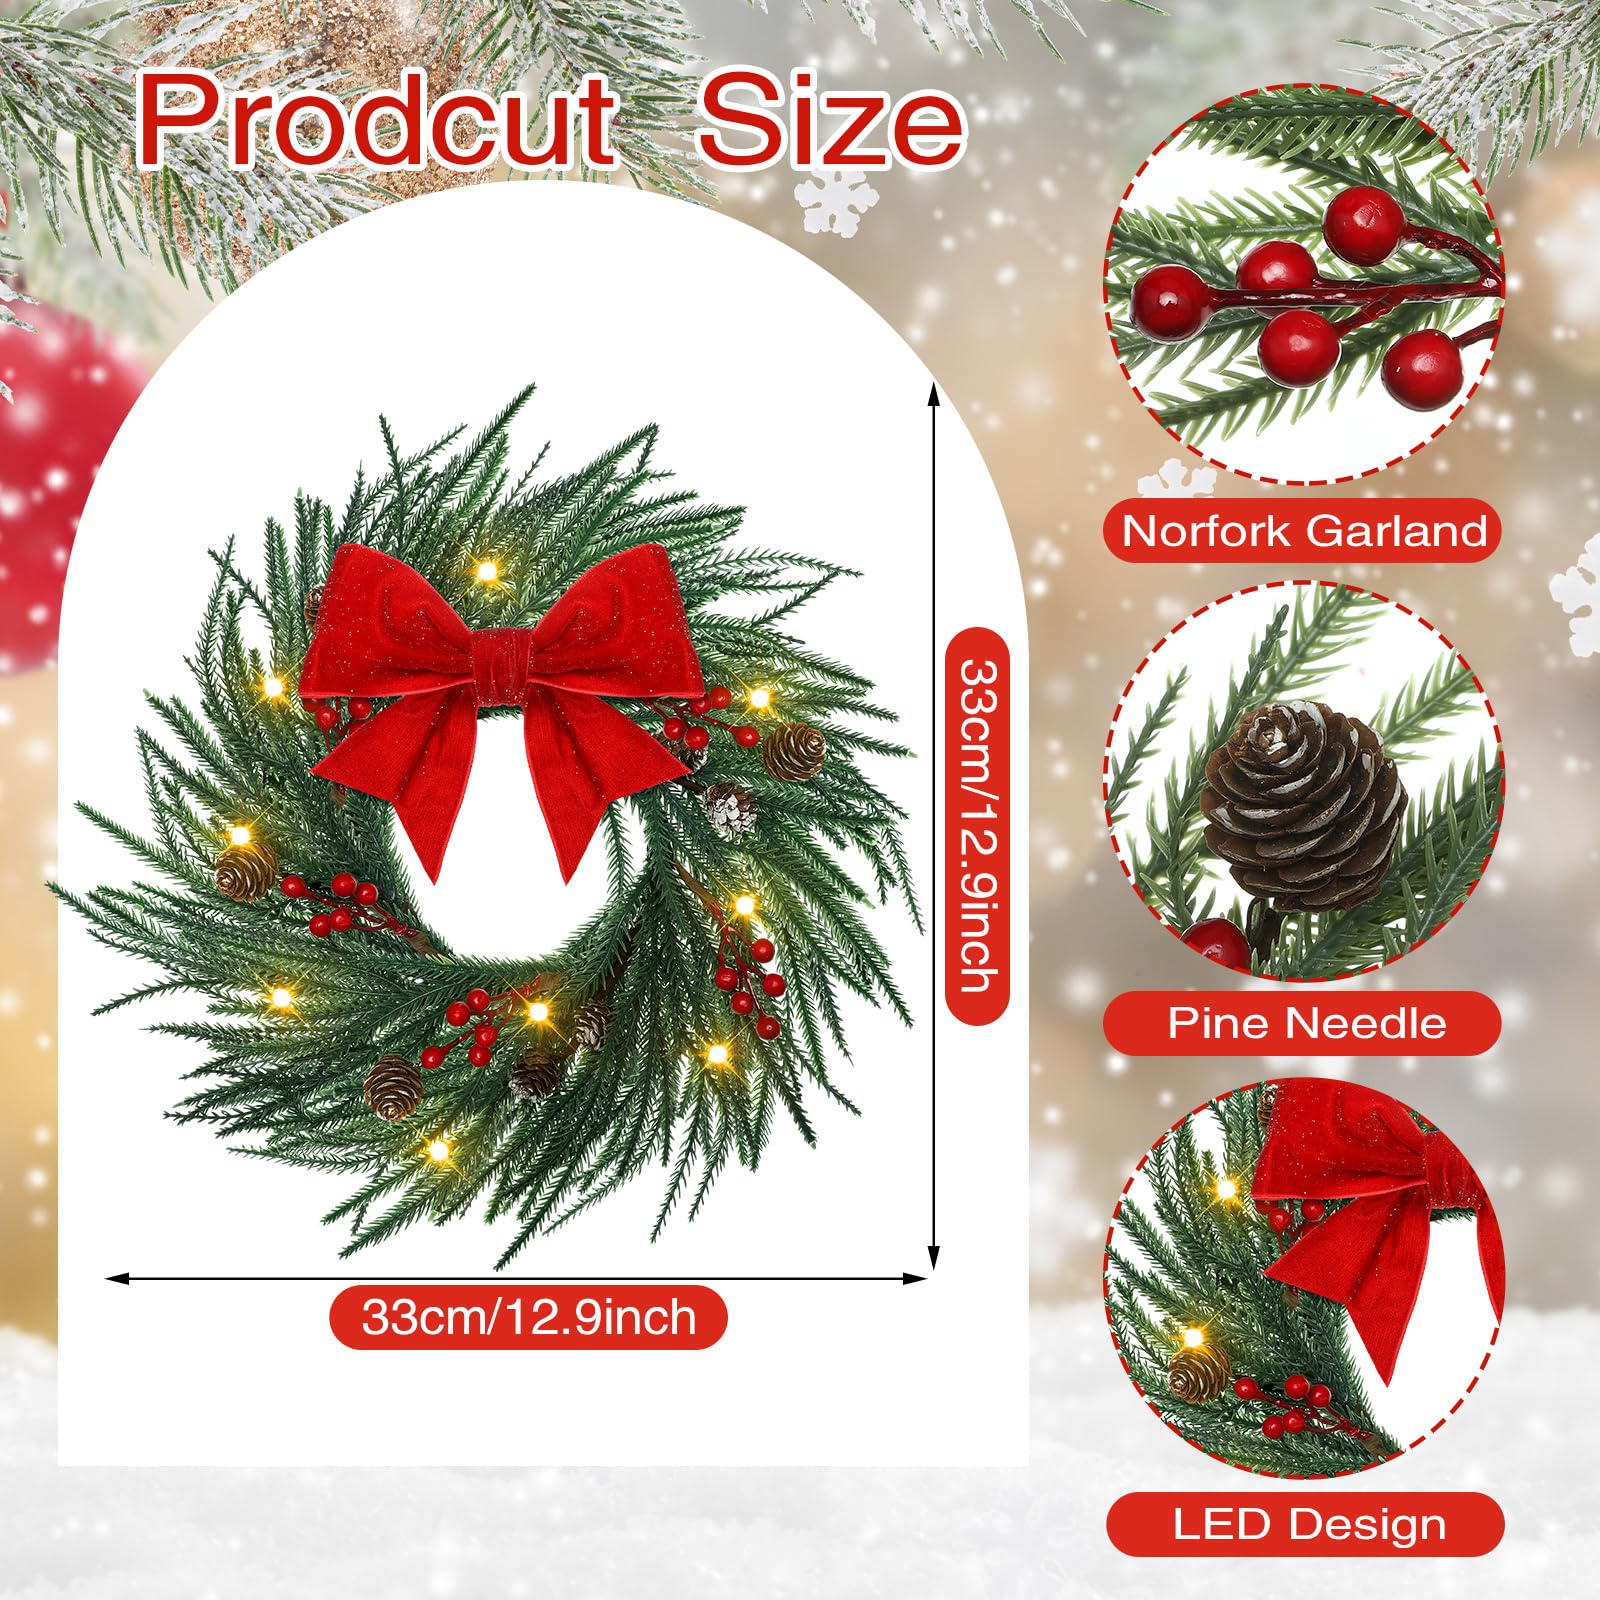 Prodcut Size
Norfork Garland
33cm/12.9inch
Pine Needle
33cm/12.9inch
LED Design